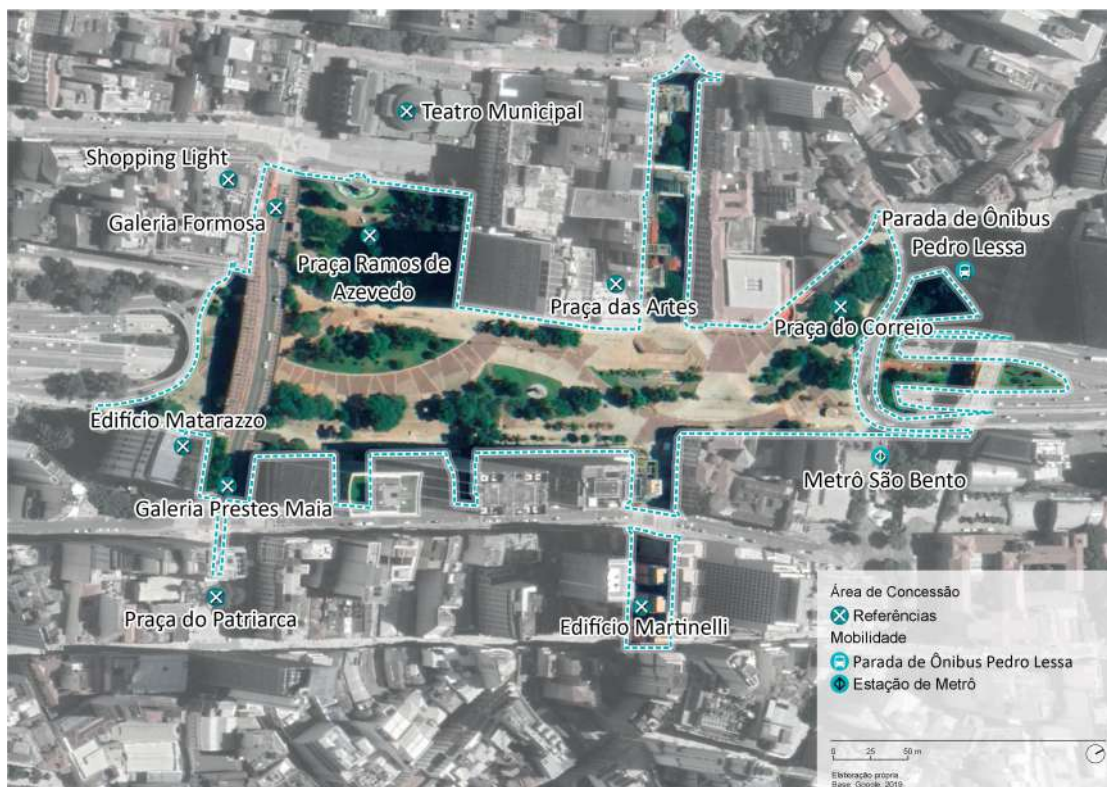 Teatro Municipal
Shopping Light
Galeria Formosa
Praça Ramos de
Azevedo
Praça das Artes
Parada de Ônibus
Pedro Lessa
Praça do Correio
Edifício Matarazzo
Galeria Prestes Maia
Metrô São Bento
Praça do Patriarca
Edifício Martinelli
Área de Concessão
Referências
Mobilidade
Parada de Ônibus Pedro Lessa
Estação de Metrô
0 25 50 m
Elaboração própria
Base: Google, 2019.